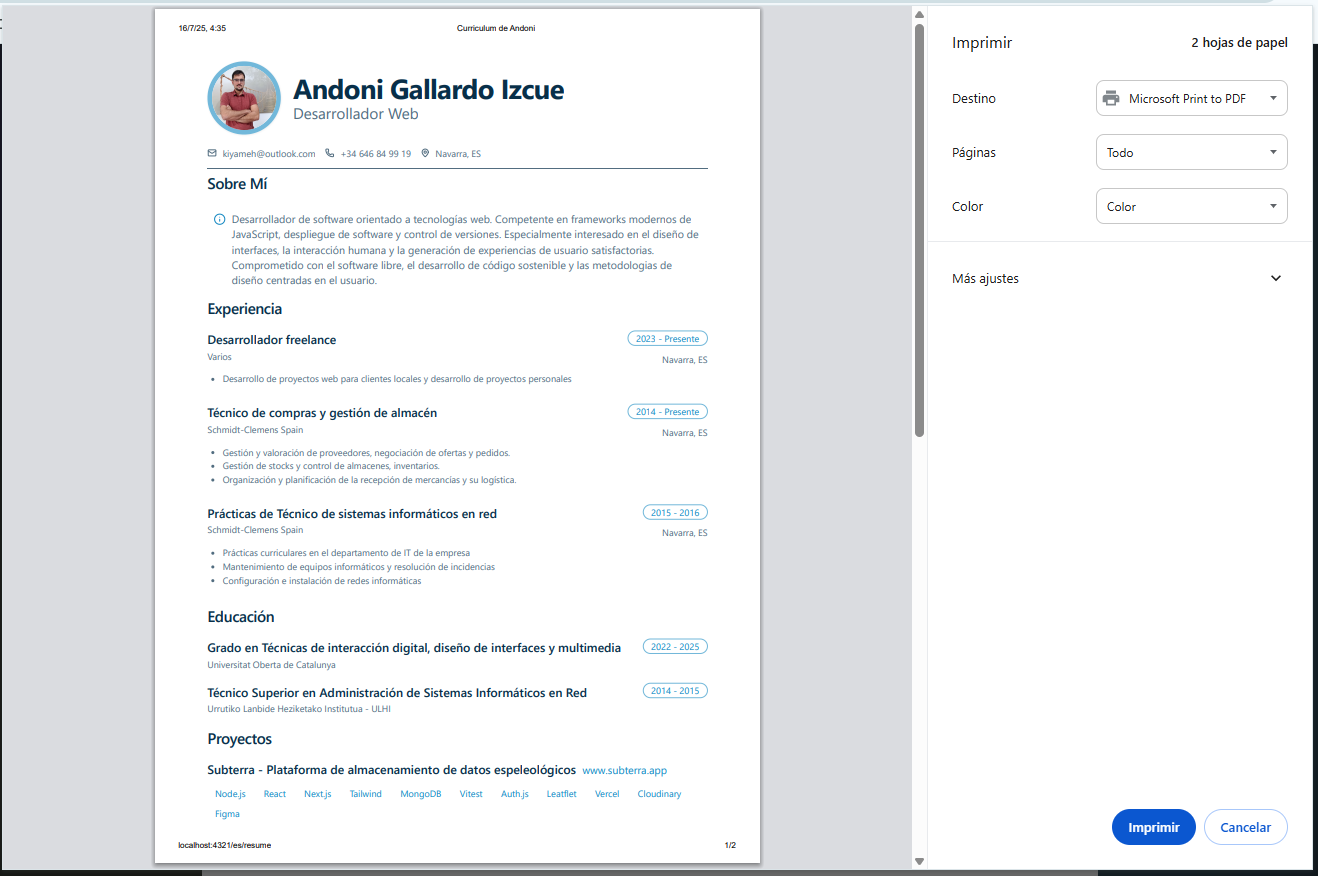 16/7/25, 4:35 Curriculum de Andoni
Andoni Gallardo Izcue
Desarrollador Web
kiyameh@outlook.com +34 646 84 99 19 Navarra, ES
Sobre Mí
Desarrollador de software orientado a tecnologías web. Competente en frameworks modernos de
JavaScript, despliegue de software y control de versiones. Especialmente interesado en el diseño de
interfaces, la interacción humana y la generación de experiencias de usuario satisfactorias.
Comprometido con el software libre, el desarrollo de código sostenible y las metodologías de
diseño centradas en el usuario.
Experiencia
Desarrollador freelance 2023 - Presente
Varios Navarra, ES
• Desarrollo de proyectos web para clientes locales y desarrollo de proyectos personales
Técnico de compras y gestión de almacén 2014 - Presente
Schmidt-Clemens Spain Navarra, ES
• Gestión y valoración de proveedores, negociación de ofertas y pedidos.
• Gestión de stocks y control de almacenes, inventarios.
• Organización y planificación de la recepción de mercancías y su logística.
Prácticas de Técnico de sistemas informáticos en red 2015 - 2016
Schmidt-Clemens Spain Navarra, ES
• Prácticas curriculares en el departamento de IT de la empresa
• Mantenimiento de equipos informáticos y resolución de incidencias
• Configuración e instalación de redes informáticas
Educación
Grado en Técnicas de interacción digital, diseño de interfaces y multimedia 2022 - 2025
Universitat Oberta de Catalunya
Técnico Superior en Administración de Sistemas Informáticos en Red 2014 - 2015
Urrutiko Lanbide Heziketako Institutua - ULHI
Proyectos
Subterra - Plataforma de almacenamiento de datos espeleológicos www.subterra.app
Node.js React Next.js Tailwind MongoDB Vitest Auth.js Leatflet Vercel Cloudinary
Figma
localhost:4321/es/resume 1/2
Imprimir 2 hojas de papel
Destino Microsoft Print to PDF
Páginas Todo
Color Color
Más ajustes
Imprimir Cancelar